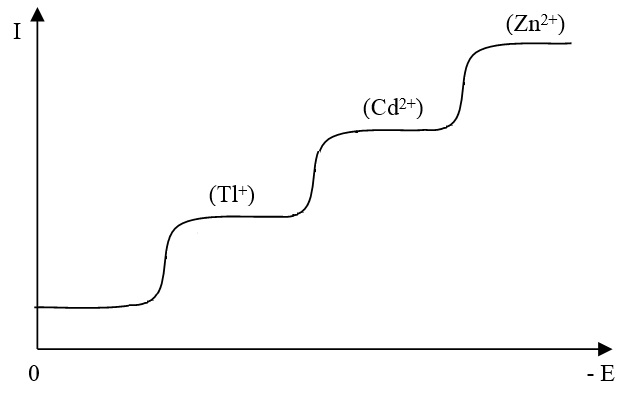 (Zn²⁺)
I
(Cd²⁺)
(Tl⁺)
0
- E